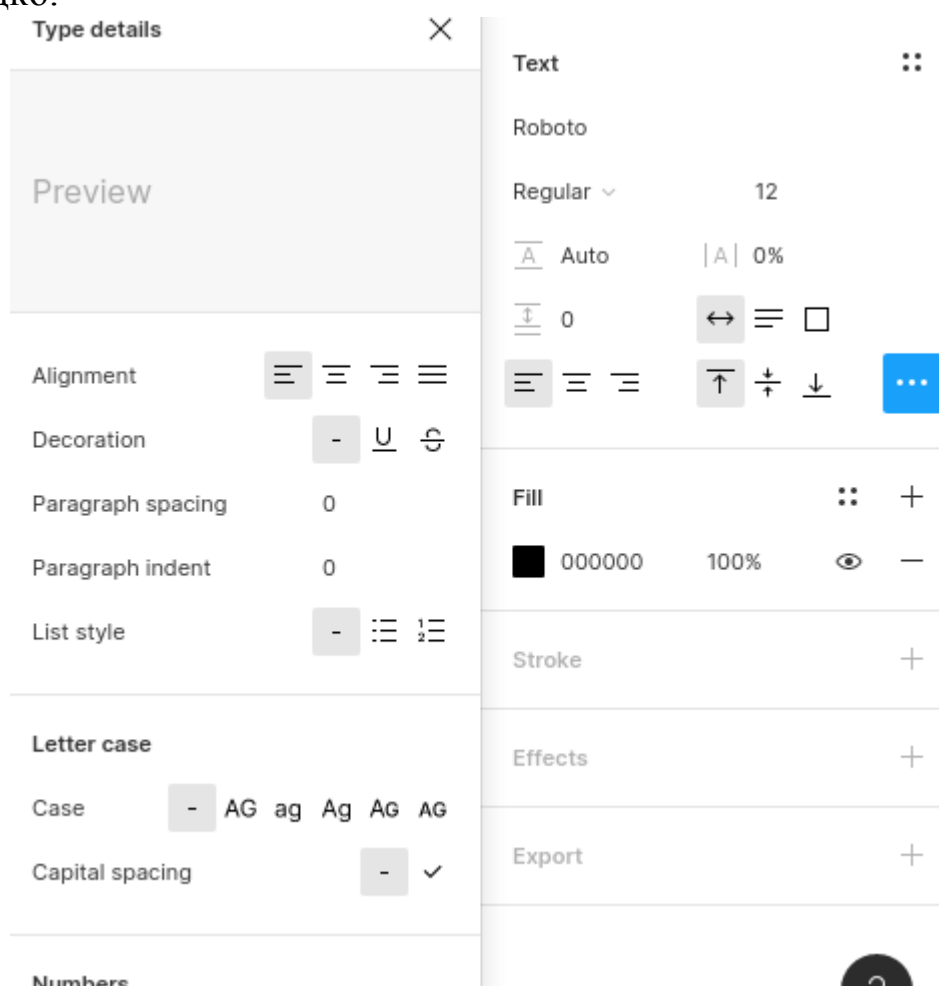 Type details
Preview
Alignment
Decoration - U S
Paragraph spacing 0
Paragraph indent 0
List style -
Letter case
Case - AG ag Ag AG AG
Capital spacing -
Numbers
Text
Roboto
Regular 12
A Auto |A| 0%
0
Fill
000000 100%
Stroke
Effects
Export
?